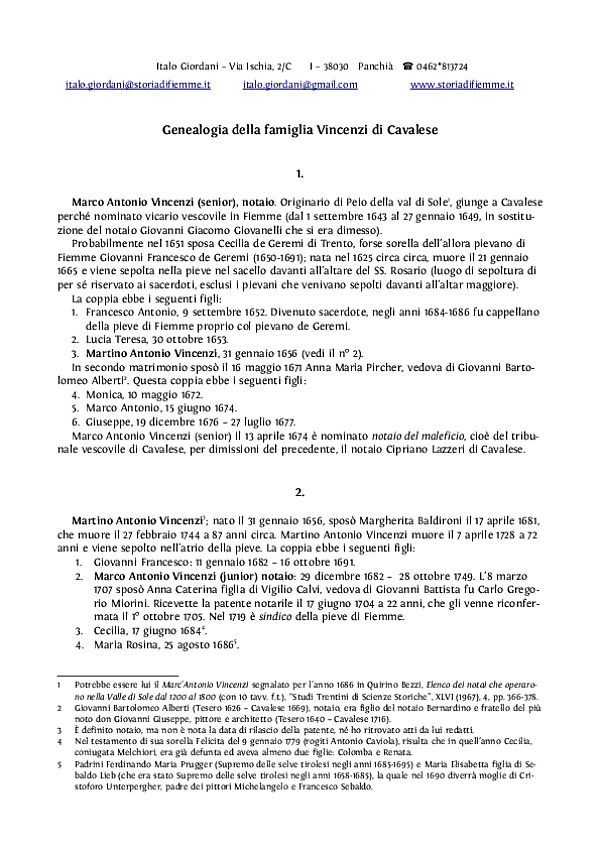 Italo Giordani – Via Ischia, 2/C I – 38030 Panchià ☎ 0462*813724
italo.giordani@storiadifiemme.it italo.giordani@gmail.com www.storiadifiemme.it
Genealogia della famiglia Vincenzi di Cavalese
1.
Marco Antonio Vincenzi (senior), notaio. Originario di Peio della val di Sole¹, giunge a Cavalese
perché nominato vicario vescovile in Fiemme (dal 1 settembre 1643 al 27 gennaio 1649, in sostitu-
zione del notaio Giovanni Giacomo Giovanelli che si era dimesso).
Probabilmente nel 1651 sposa Cecilia de Geremi di Trento, forse sorella dell'allora pievano di
Fiemme Giovanni Francesco de Geremi (1650-1691); nata nel 1625 circa circa, muore il 21 gennaio
1665 e viene sepolta nella pieve nel sacello davanti all'altare del SS. Rosario (luogo di sepoltura di
per sé riservato ai sacerdoti, esclusi i pievani che venivano sepolti davanti all'altar maggiore).
La coppia ebbe i seguenti figli:
1. Francesco Antonio, 9 settembre 1652. Divenuto sacerdote, negli anni 1684-1686 fu cappellano
della pieve di Fiemme proprio col pievano de Geremi.
2. Lucia Teresa, 30 ottobre 1653.
3. Martino Antonio Vincenzi, 31 gennaio 1656 (vedi il n° 2).
In secondo matrimonio sposò il 16 maggio 1671 Anna Maria Pircher, vedova di Giovanni Barto-
lomeo Alberti². Questa coppia ebbe i seguenti figli:
4. Monica, 10 maggio 1672.
5. Marco Antonio, 15 giugno 1674.
6. Giuseppe, 19 dicembre 1676 – 27 luglio 1677.
Marco Antonio Vincenzi (senior) il 13 aprile 1674 è nominato notaio del maleficio, cioè del tribu-
nale vescovile di Cavalese, per dimissioni del precedente, il notaio Cipriano Lazzeri di Cavalese.
2.
Martino Antonio Vincenzi³; nato il 31 gennaio 1656, sposò Margherita Baldironi il 17 aprile 1681,
che muore il 27 febbraio 1744 a 87 anni circa. Martino Antonio Vincenzi muore il 7 aprile 1728 a 72
anni e viene sepolto nell'atrio della pieve. La coppia ebbe i seguenti figli:
1. Giovanni Francesco: 11 gennaio 1682 – 16 ottobre 1691.
2. Marco Antonio Vincenzi (junior) notaio: 29 dicembre 1682 – 28 ottobre 1749. L'8 marzo
1707 sposò Anna Caterina figlia di Vigilio Calvi, vedova di Giovanni Battista fu Carlo Grego-
rio Miorini. Ricevette la patente notarile il 17 giugno 1704 a 22 anni, che gli venne riconfer-
mata il 1° ottobre 1705. Nel 1719 è sindico della pieve di Fiemme.
3. Cecilia, 17 giugno 1684⁴.
4. Maria Rosina, 25 agosto 1686⁵.
1 Potrebbe essere lui il Marc'Antonio Vincenzi segnalato per l'anno 1686 in Quirino Bezzi, Elenco dei notai che operaro-
no nella Valle di Sole dal 1200 al 1800 (con 10 tavv. f.t.), "Studi Trentini di Scienze Storiche", XLVI (1967), 4, pp. 366-378.
2 Giovanni Bartolomeo Alberti (Tesero 1626 – Cavalese 1669), notaio, era figlio del notaio Bernardino e fratello del più
noto don Giovanni Giuseppe, pittore e architetto (Tesero 1640 – Cavalese 1716).
3 È definito notaio, ma non è nota la data di rilascio della patente, né ho ritrovato atti da lui redatti.
4 Nel testamento di sua sorella Felicita del 9 gennaio 1779 (rogiti Antonio Caviola), risulta che in quell'anno Cecilia,
coniugata Melchiori, era già defunta e aveva almeno due figlie: Colomba e Renata.
5 Padrini Ferdinando Maria Prugger (Supremo delle selve tirolesi negli anni 1685-1695) e Maria Elisabetta figlia di Se-
baldo Lieb (che era stato Supremo delle selve tirolesi negli anni 1658-1685), la quale nel 1690 diverrà moglie di Cri-
stoforo Unterpergher, padre dei pittori Michelangelo e Francesco Sebaldo.